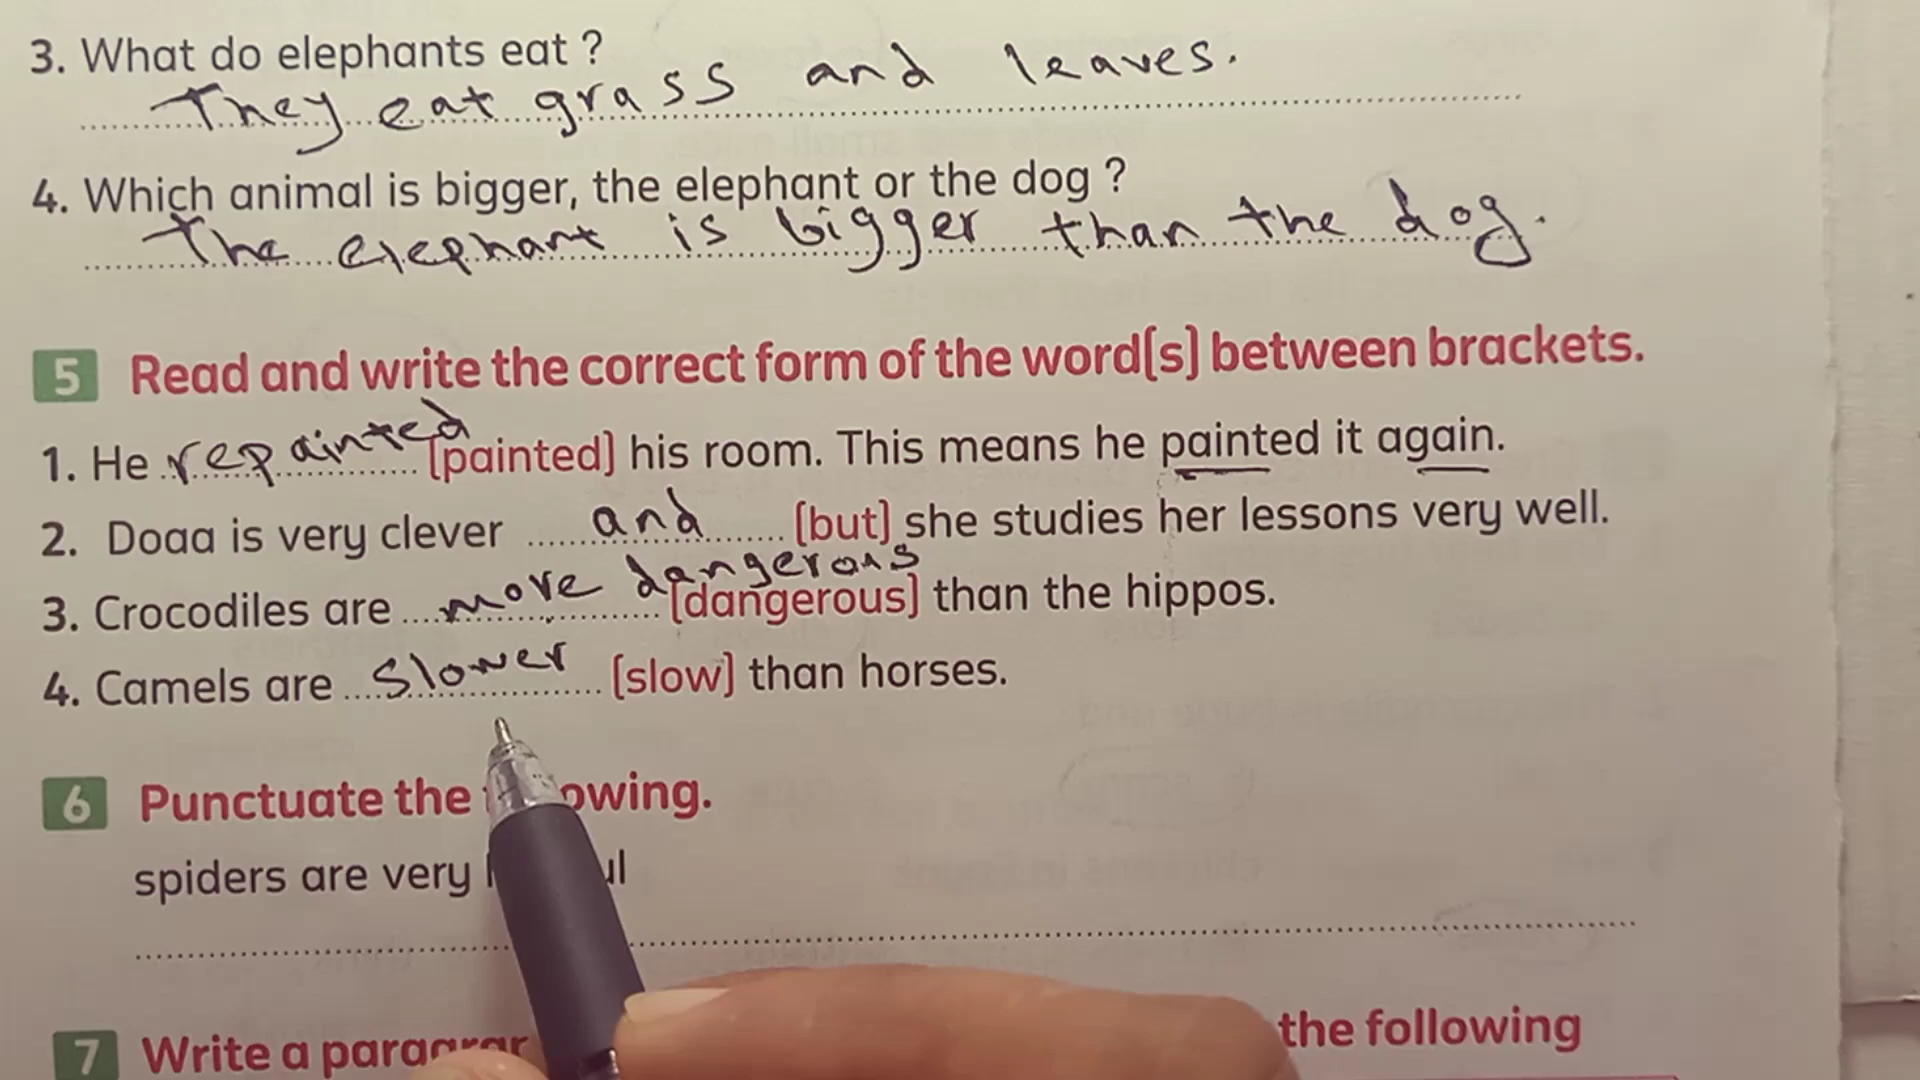 3. What do elephants eat ?
They eat grass and leaves.
4. Which animal is bigger, the elephant or the dog ?
The elephant is bigger than the dog.
5 Read and write the correct form of the word[s] between brackets.
1. He repainted [painted] his room. This means he painted it again.
2. Doaa is very clever and [but] she studies her lessons very well.
3. Crocodiles are more dangerous [dangerous] than the hippos.
4. Camels are slower [slow] than horses.
6 Punctuate the
spiders are very
7 Write a the following